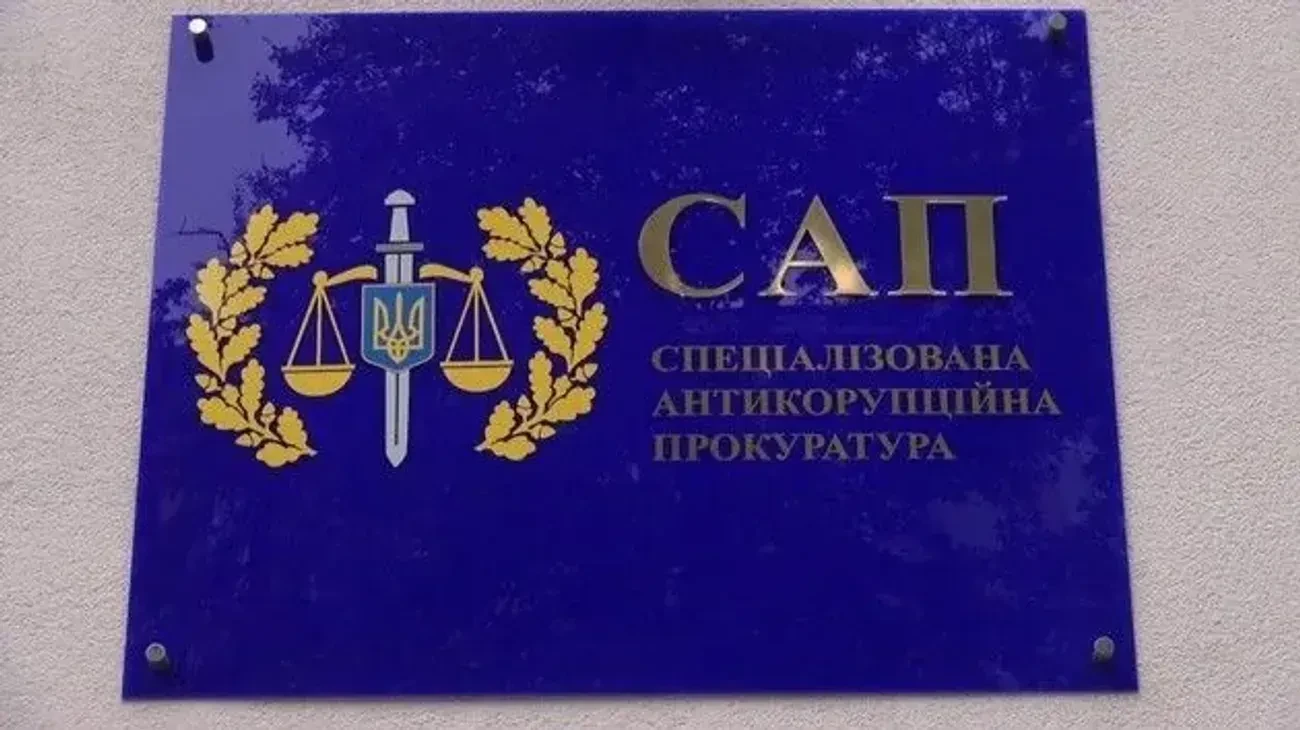 САП
СПЕЦІАЛІЗОВАНА
АНТИКОРУПЦІЙНА
ПРОКУРАТУРА